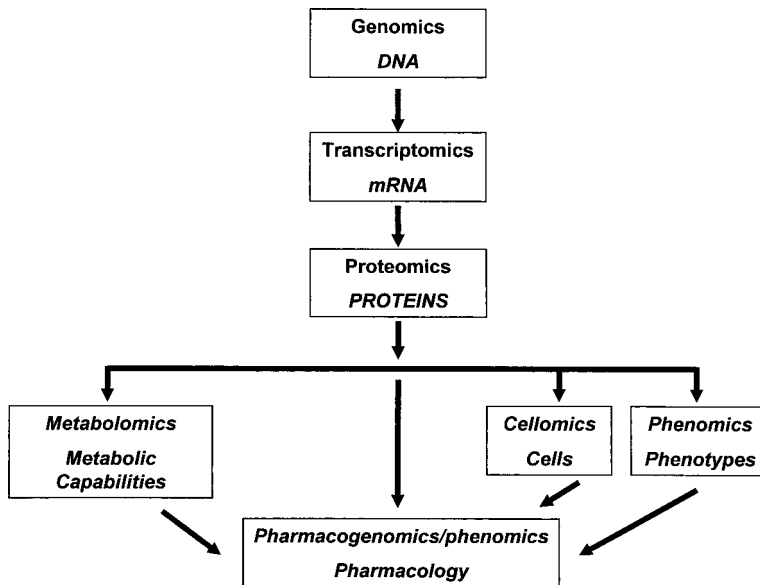 Genomics
DNA
Transcriptomics
mRNA
Proteomics
PROTEINS
Metabolomics
Metabolic
Capabilities
Cellomics
Cells
Phenomics
Phenotypes
Pharmacogenomics/phenomics
Pharmacology